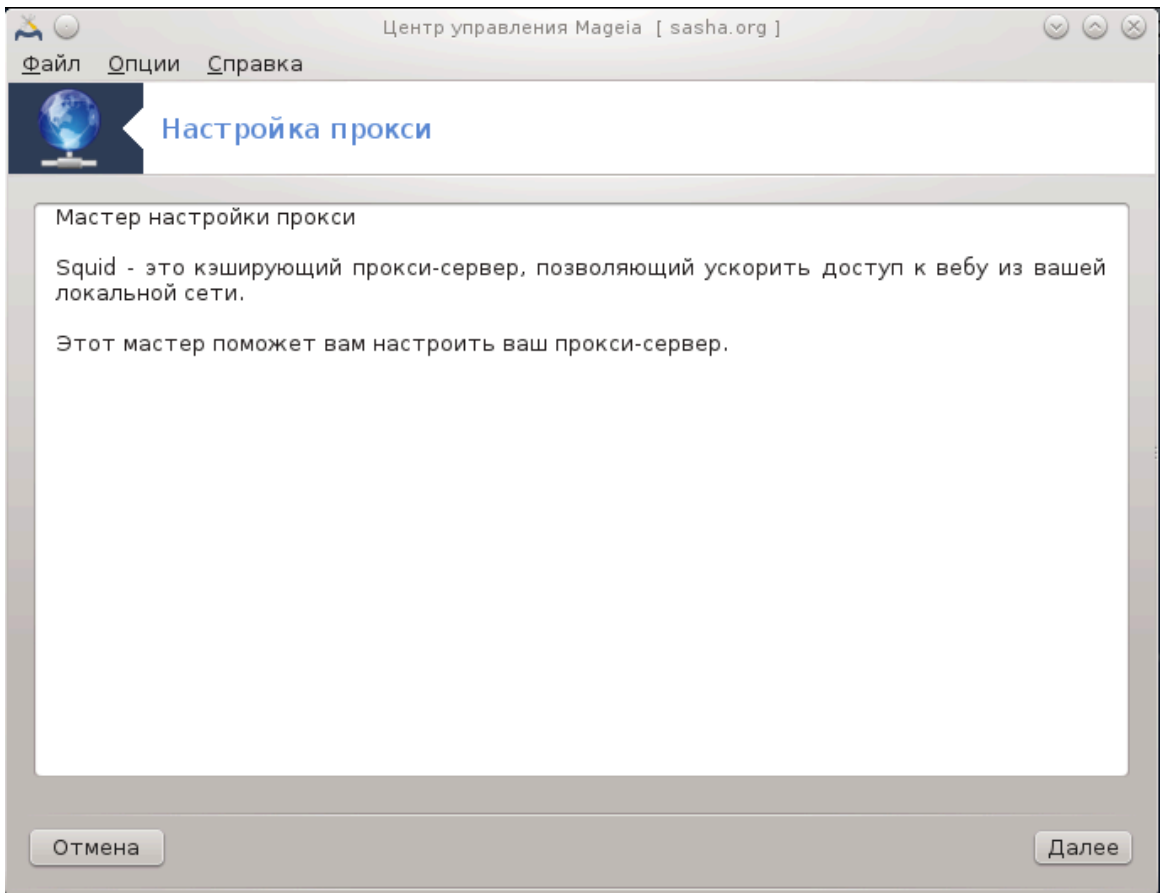 Центр управления Mageia [ sasha.org ]
Файл Опции Справка
Настройка прокси
Мастер настройки прокси
Squid - это кэширующий прокси-сервер, позволяющий ускорить доступ к вебу из вашей
локальной сети.
Этот мастер поможет вам настроить ваш прокси-сервер.
Отмена Далее